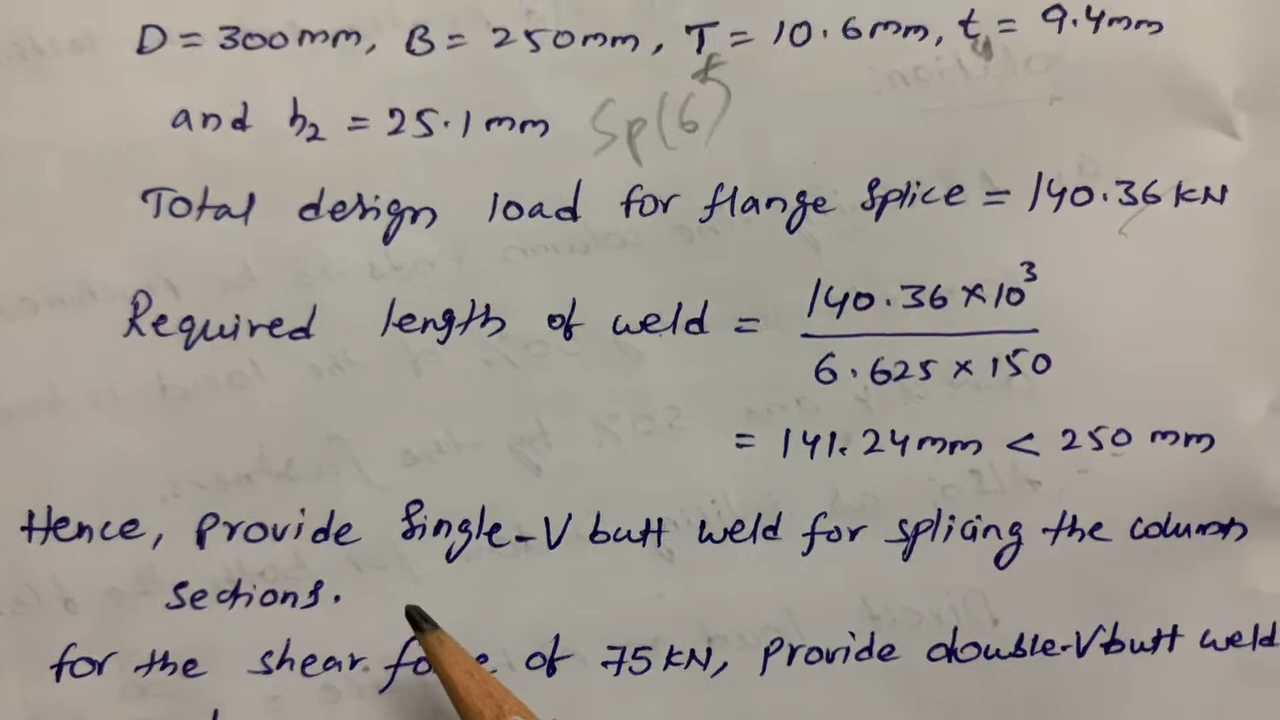 D = 300mm, B = 250mm, T = 10.6mm, t = 9.4mm
f
and h₂ = 25.1mm Sp(6)
Total design load for flange splice = 140.36 KN
Required length of weld = 140.36 × 10³
6.625 × 150
= 141.24mm < 250 mm
Hence, provide Single-V butt weld for splicing the column
sections.
for the shear of 75 KN, provide double-V butt weld